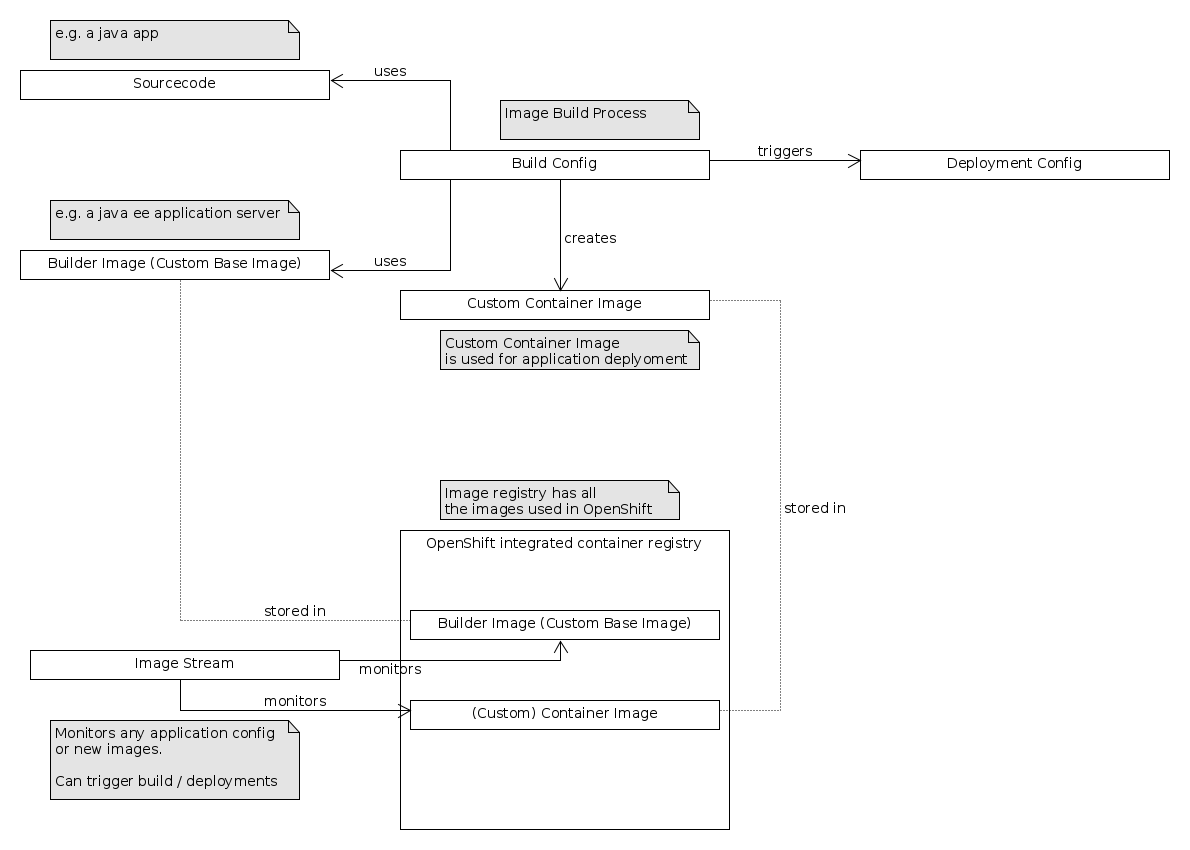 e.g. a java app
Sourcecode
uses
Image Build Process
Build Config
triggers
Deployment Config
e.g. a java ee application server
Builder Image (Custom Base Image)
uses
creates
Custom Container Image
Custom Container Image
is used for application deplyoment
Image registry has all
the images used in OpenShift
stored in
OpenShift integrated container registry
stored in
Builder Image (Custom Base Image)
Image Stream
monitors
monitors
(Custom) Container Image
Monitors any application config
or new images.
Can trigger build / deployments